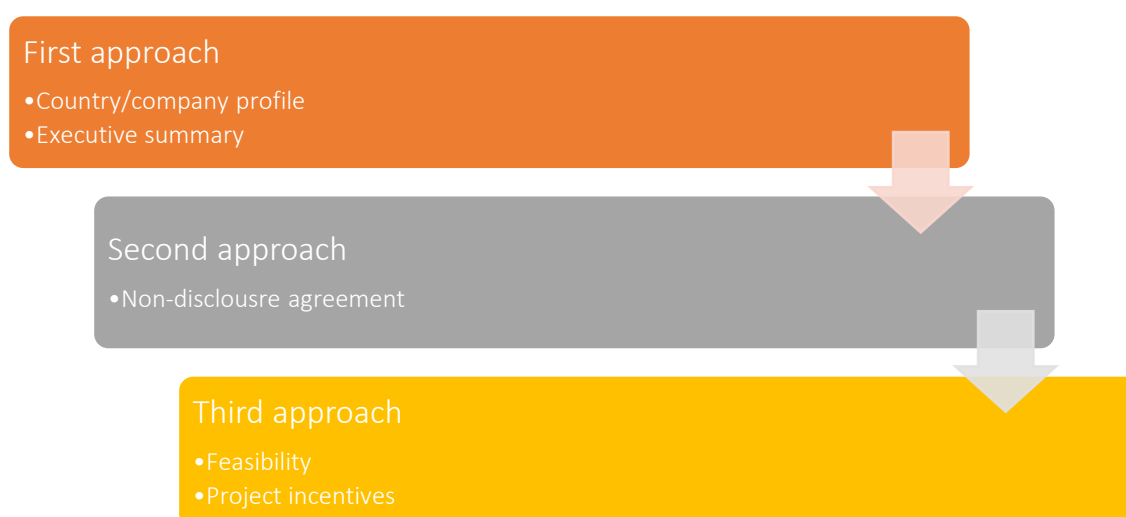 First approach
•Country/company profile
•Executive summary
Second approach
•Non-disclousre agreement
Third approach
•Feasibility
•Project incentives